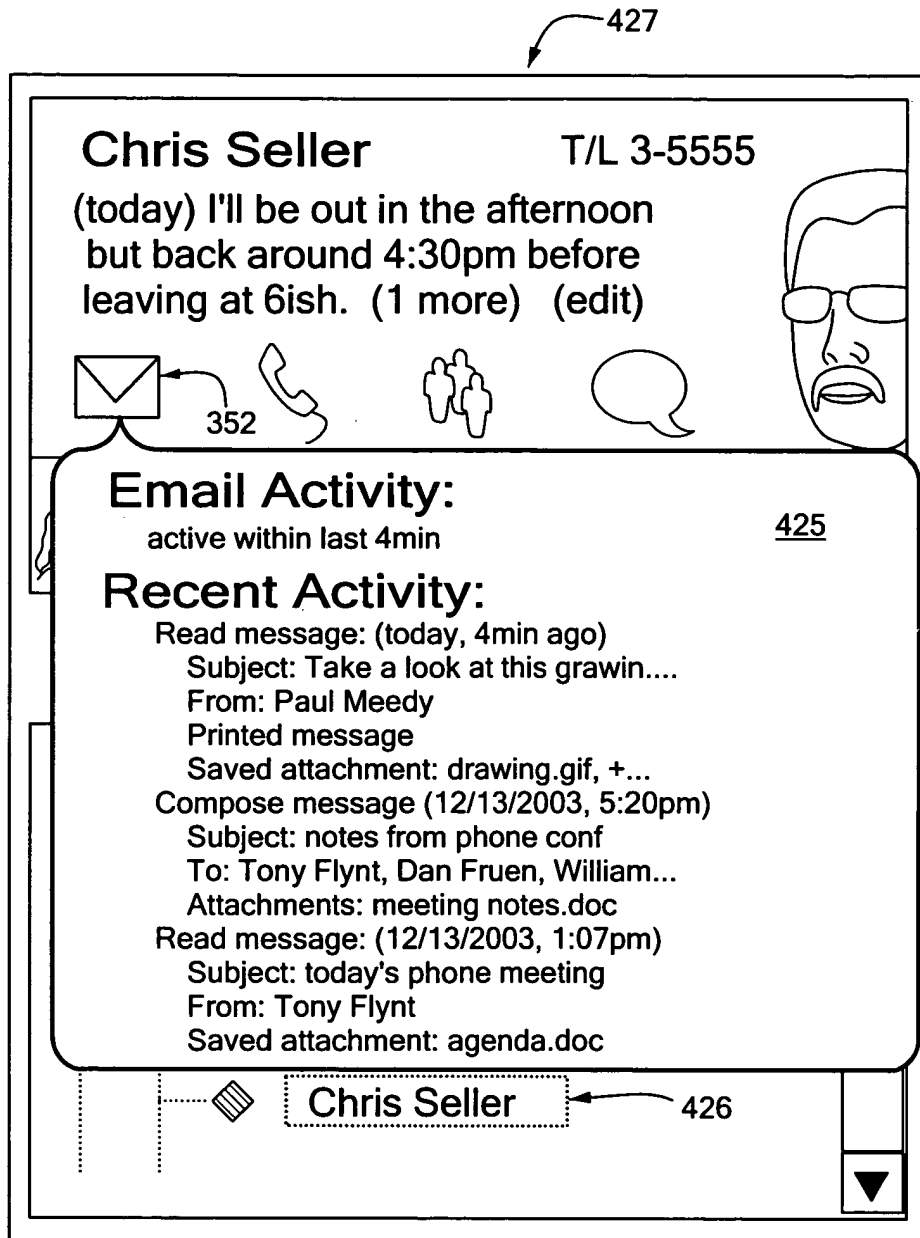 427
Chris Seller T/L 3-5555
(today) I'll be out in the afternoon
but back around 4:30pm before
leaving at 6ish. (1 more) (edit)
352
Email Activity:
425
active within last 4min
Recent Activity:
Read message: (today, 4min ago)
Subject: Take a look at this grawin....
From: Paul Meedy
Printed message
Saved attachment: drawing.gif, +...
Compose message (12/13/2003, 5:20pm)
Subject: notes from phone conf
To: Tony Flynt, Dan Fruen, William...
Attachments: meeting notes.doc
Read message: (12/13/2003, 1:07pm)
Subject: today's phone meeting
From: Tony Flynt
Saved attachment: agenda.doc
Chris Seller 426